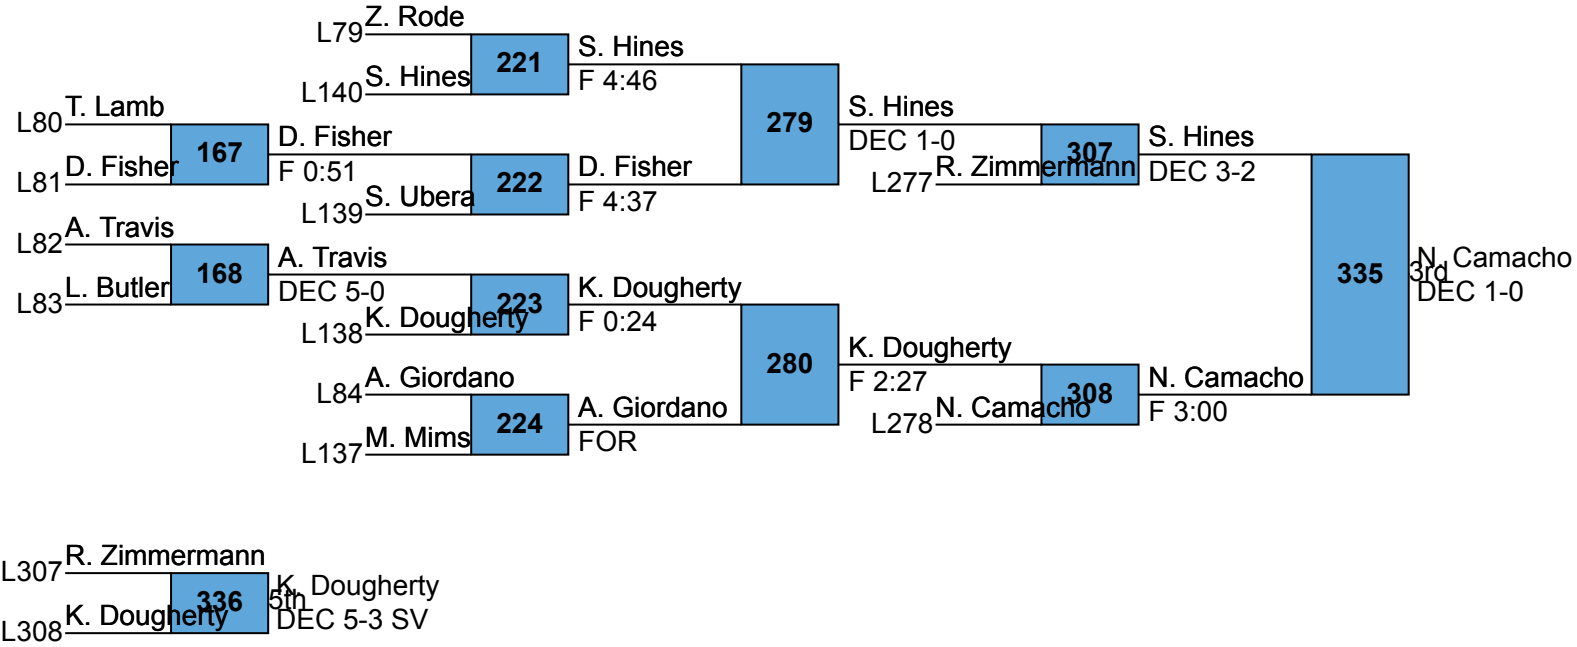 Z. Rode
L79
221
S. Hines
F 4:46
S. Hines
L140
T. Lamb
L80
167
D. Fisher
F 0:51
D. Fisher
L81
222
D. Fisher
F 4:37
S. Ubera
L139
279
S. Hines
DEC 1-0
R. Zimmermann
L277
307
S. Hines
DEC 3-2
A. Travis
L82
168
A. Travis
DEC 5-0
L. Butler
L83
223
K. Dougherty
F 0:24
K. Dougherty
L138
A. Giordano
L84
224
A. Giordano
FOR
M. Mims
L137
280
K. Dougherty
F 2:27
N. Camacho
L278
308
N. Camacho
F 3:00
335
N. Camacho
3rd
DEC 1-0
R. Zimmermann
L307
336
K. Dougherty
5th
DEC 5-3 SV
K. Dougherty
L308